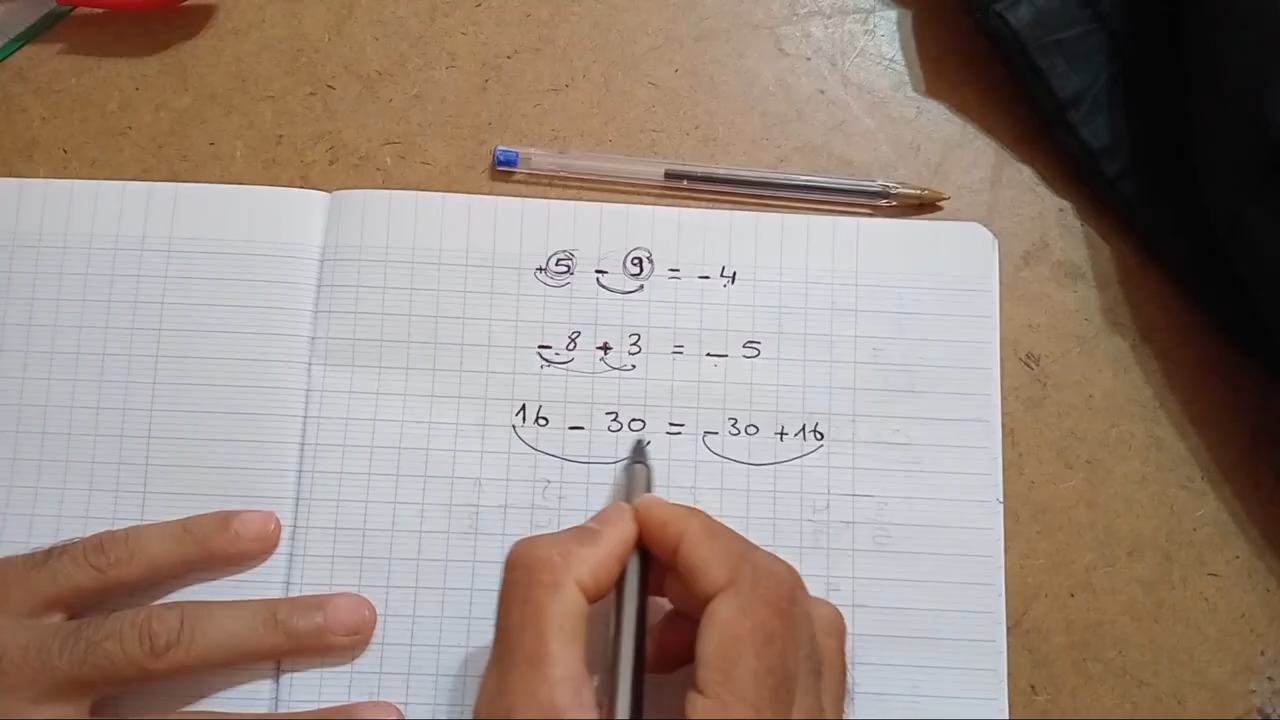 +5 - 9 = - 4
- 8 + 3 = - 5
16 - 30 = - 30 + 16